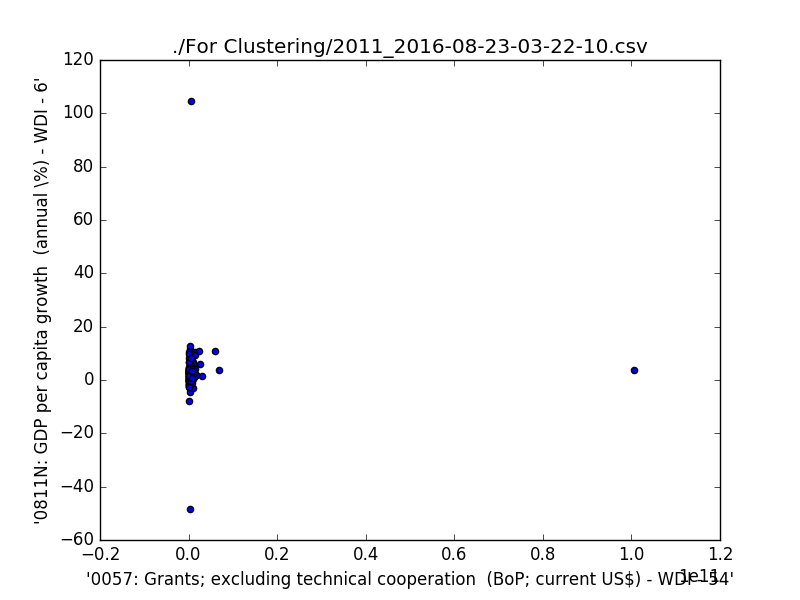 ./For Clustering/2011_2016-08-23-03-22-10.csv
120
100
80
60
40
20
0
−20
−40
−60
'0811N: GDP per capita growth  (annual \%) - WDI - 6'
−0.2 0.0 0.2 0.4 0.6 0.8 1.0 1.2
1e11
'0057: Grants; excluding technical cooperation  (BoP; current US$) - WDI - 54'